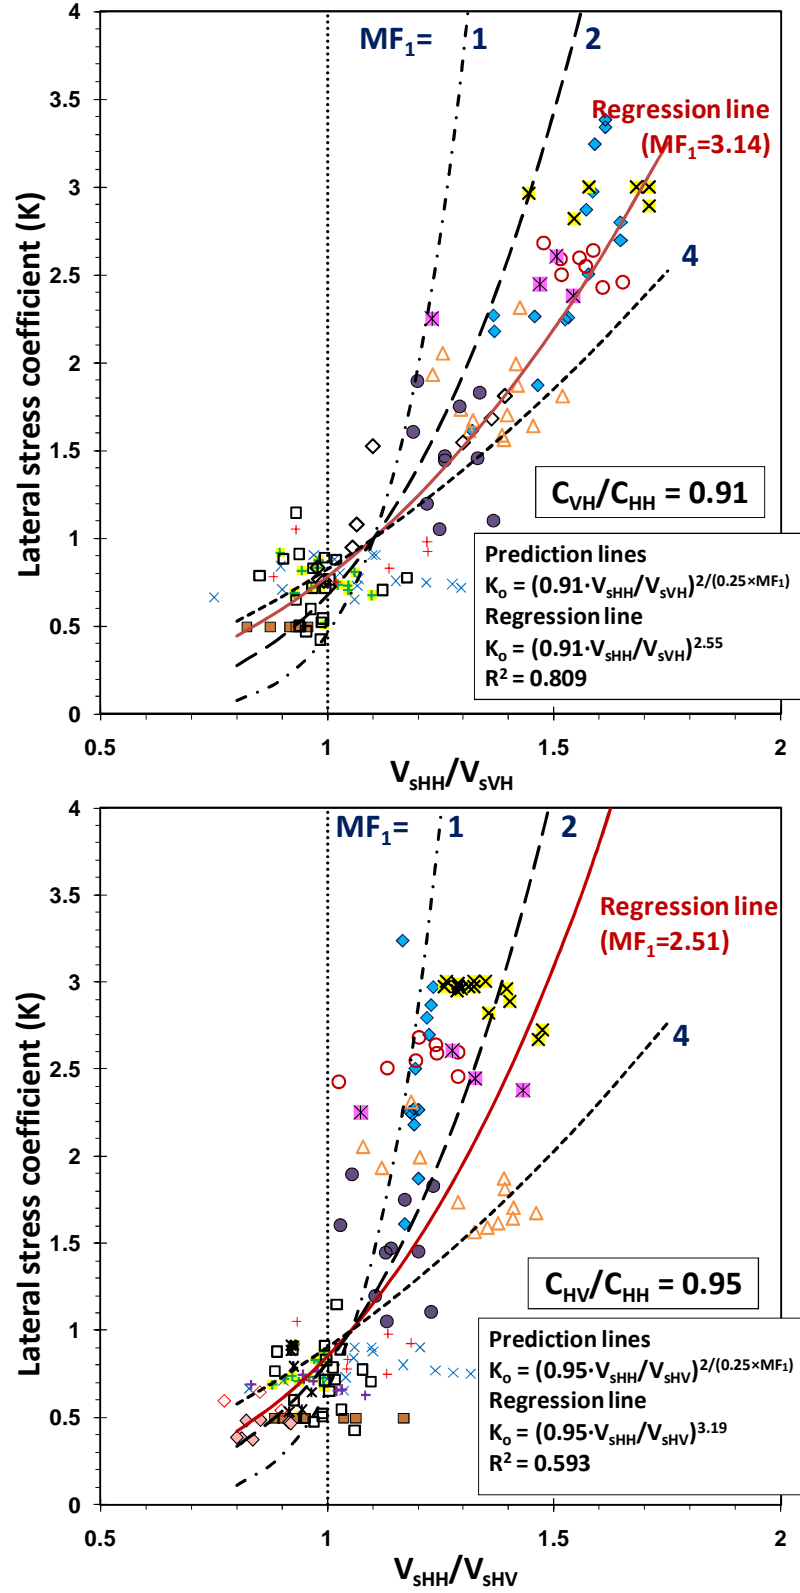 4
MF1= 1 2
3.5
Regression line
(MF1=3.14)
3
2.5
4
2
1.5
CVH/CHH = 0.91
1
Prediction lines
Ko = (0.91·VsHH/VsVH)^2/(0.25×MF1)
Regression line
Ko = (0.91·VsHH/VsVH)^2.55
R² = 0.809
0.5
0
Lateral stress coefficient (K)
0.5 1 1.5 2
VsHH/VsVH
4
MF1= 1 2
3.5
Regression line
(MF1=2.51)
3
2.5
4
2
1.5
CHV/CHH = 0.95
1
Prediction lines
Ko = (0.95·VsHH/VsHV)^2/(0.25×MF1)
Regression line
Ko = (0.95·VsHH/VsHV)^3.19
R² = 0.593
0.5
0
Lateral stress coefficient (K)
0.5 1 1.5 2
VsHH/VsHV